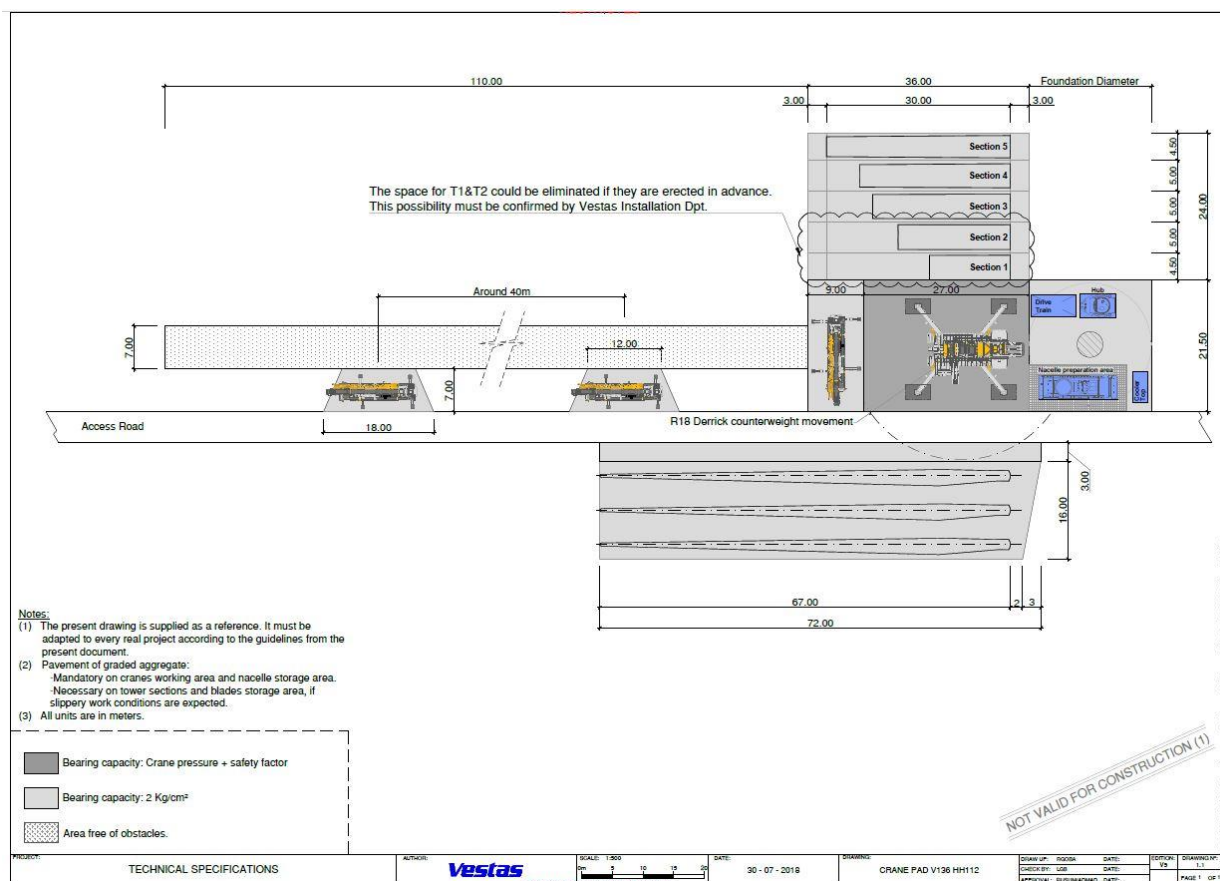 110.00
36.00
Foundation Diameter
3.00
30.00
3.00
Section 5
4.50
Section 4
5.00
The space for T1&T2 could be eliminated if they are erected in advance.
This possibility must be confirmed by Vestas Installation Dpt.
Section 3
5.00
24.00
Section 2
5.00
Section 1
4.50
Around 40m
9.00
27.00
Drive
Train
Hub
7.00
12.00
21.50
7.00
Nacelle preparation area
Cooler
Top
Access Road
18.00
R18 Derrick counterweight movement
3.00
16.00
67.00
2
3
72.00
Notes:
(1) The present drawing is supplied as a reference. It must be
adapted to every real project according to the guidelines from the
present document.
(2) Pavement of graded aggregate:
-Mandatory on cranes working area and nacelle storage area.
-Necessary on tower sections and blades storage area, if
slippery work conditions are expected.
(3) All units are in meters.
Bearing capacity: Crane pressure + safety factor
Bearing capacity: 2 Kg/cm²
Area free of obstacles.
NOT VALID FOR CONSTRUCTION (1)
PROJECT:
TECHNICAL SPECIFICATIONS
AUTHOR:
Vestas
SCALE: 1:500
0m 5 10 15 20
DATE:
30 - 07 - 2018
DRAWING:
CRANE PAD V136 HH112
DRAW UP: DATE:
CHECK BY: LGB DATE:
APPROVAL: DATE:
EDITION:
V3
DRAWING Nº:
1.1
PAGE 1 OF 1